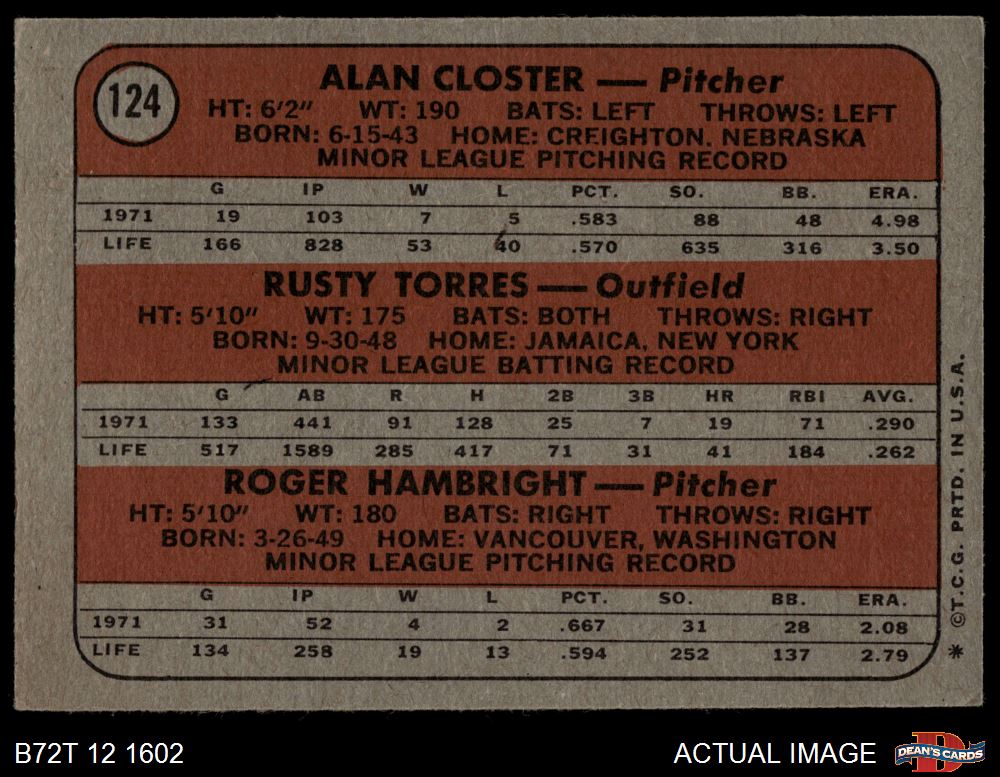 124
ALAN CLOSTER — Pitcher
HT: 6'2" WT: 190 BATS: LEFT THROWS: LEFT
BORN: 6-15-43 HOME: CREIGHTON, NEBRASKA
MINOR LEAGUE PITCHING RECORD
G IP W L PCT. SO. BB. ERA.
1971 19 103 7 5 .583 88 48 4.98
LIFE 166 828 53 40 .570 635 316 3.50
RUSTY TORRES — Outfield
HT: 5'10" WT: 175 BATS: BOTH THROWS: RIGHT
BORN: 9-30-48 HOME: JAMAICA, NEW YORK
MINOR LEAGUE BATTING RECORD
G AB R H 2B 3B HR RBI AVG.
1971 133 441 91 128 25 7 19 71 .290
LIFE 517 1589 285 417 71 31 41 184 .262
ROGER HAMBRIGHT — Pitcher
HT: 5'10" WT: 180 BATS: RIGHT THROWS: RIGHT
BORN: 3-26-49 HOME: VANCOUVER, WASHINGTON
MINOR LEAGUE PITCHING RECORD
G IP W L PCT. SO. BB. ERA.
1971 31 52 4 2 .667 31 28 2.08
LIFE 134 258 19 13 .594 252 137 2.79
* ©T.C.G. PRTD. IN U.S.A.
B72T 12 1602
ACTUAL IMAGE
D
DEAN'S CARDS